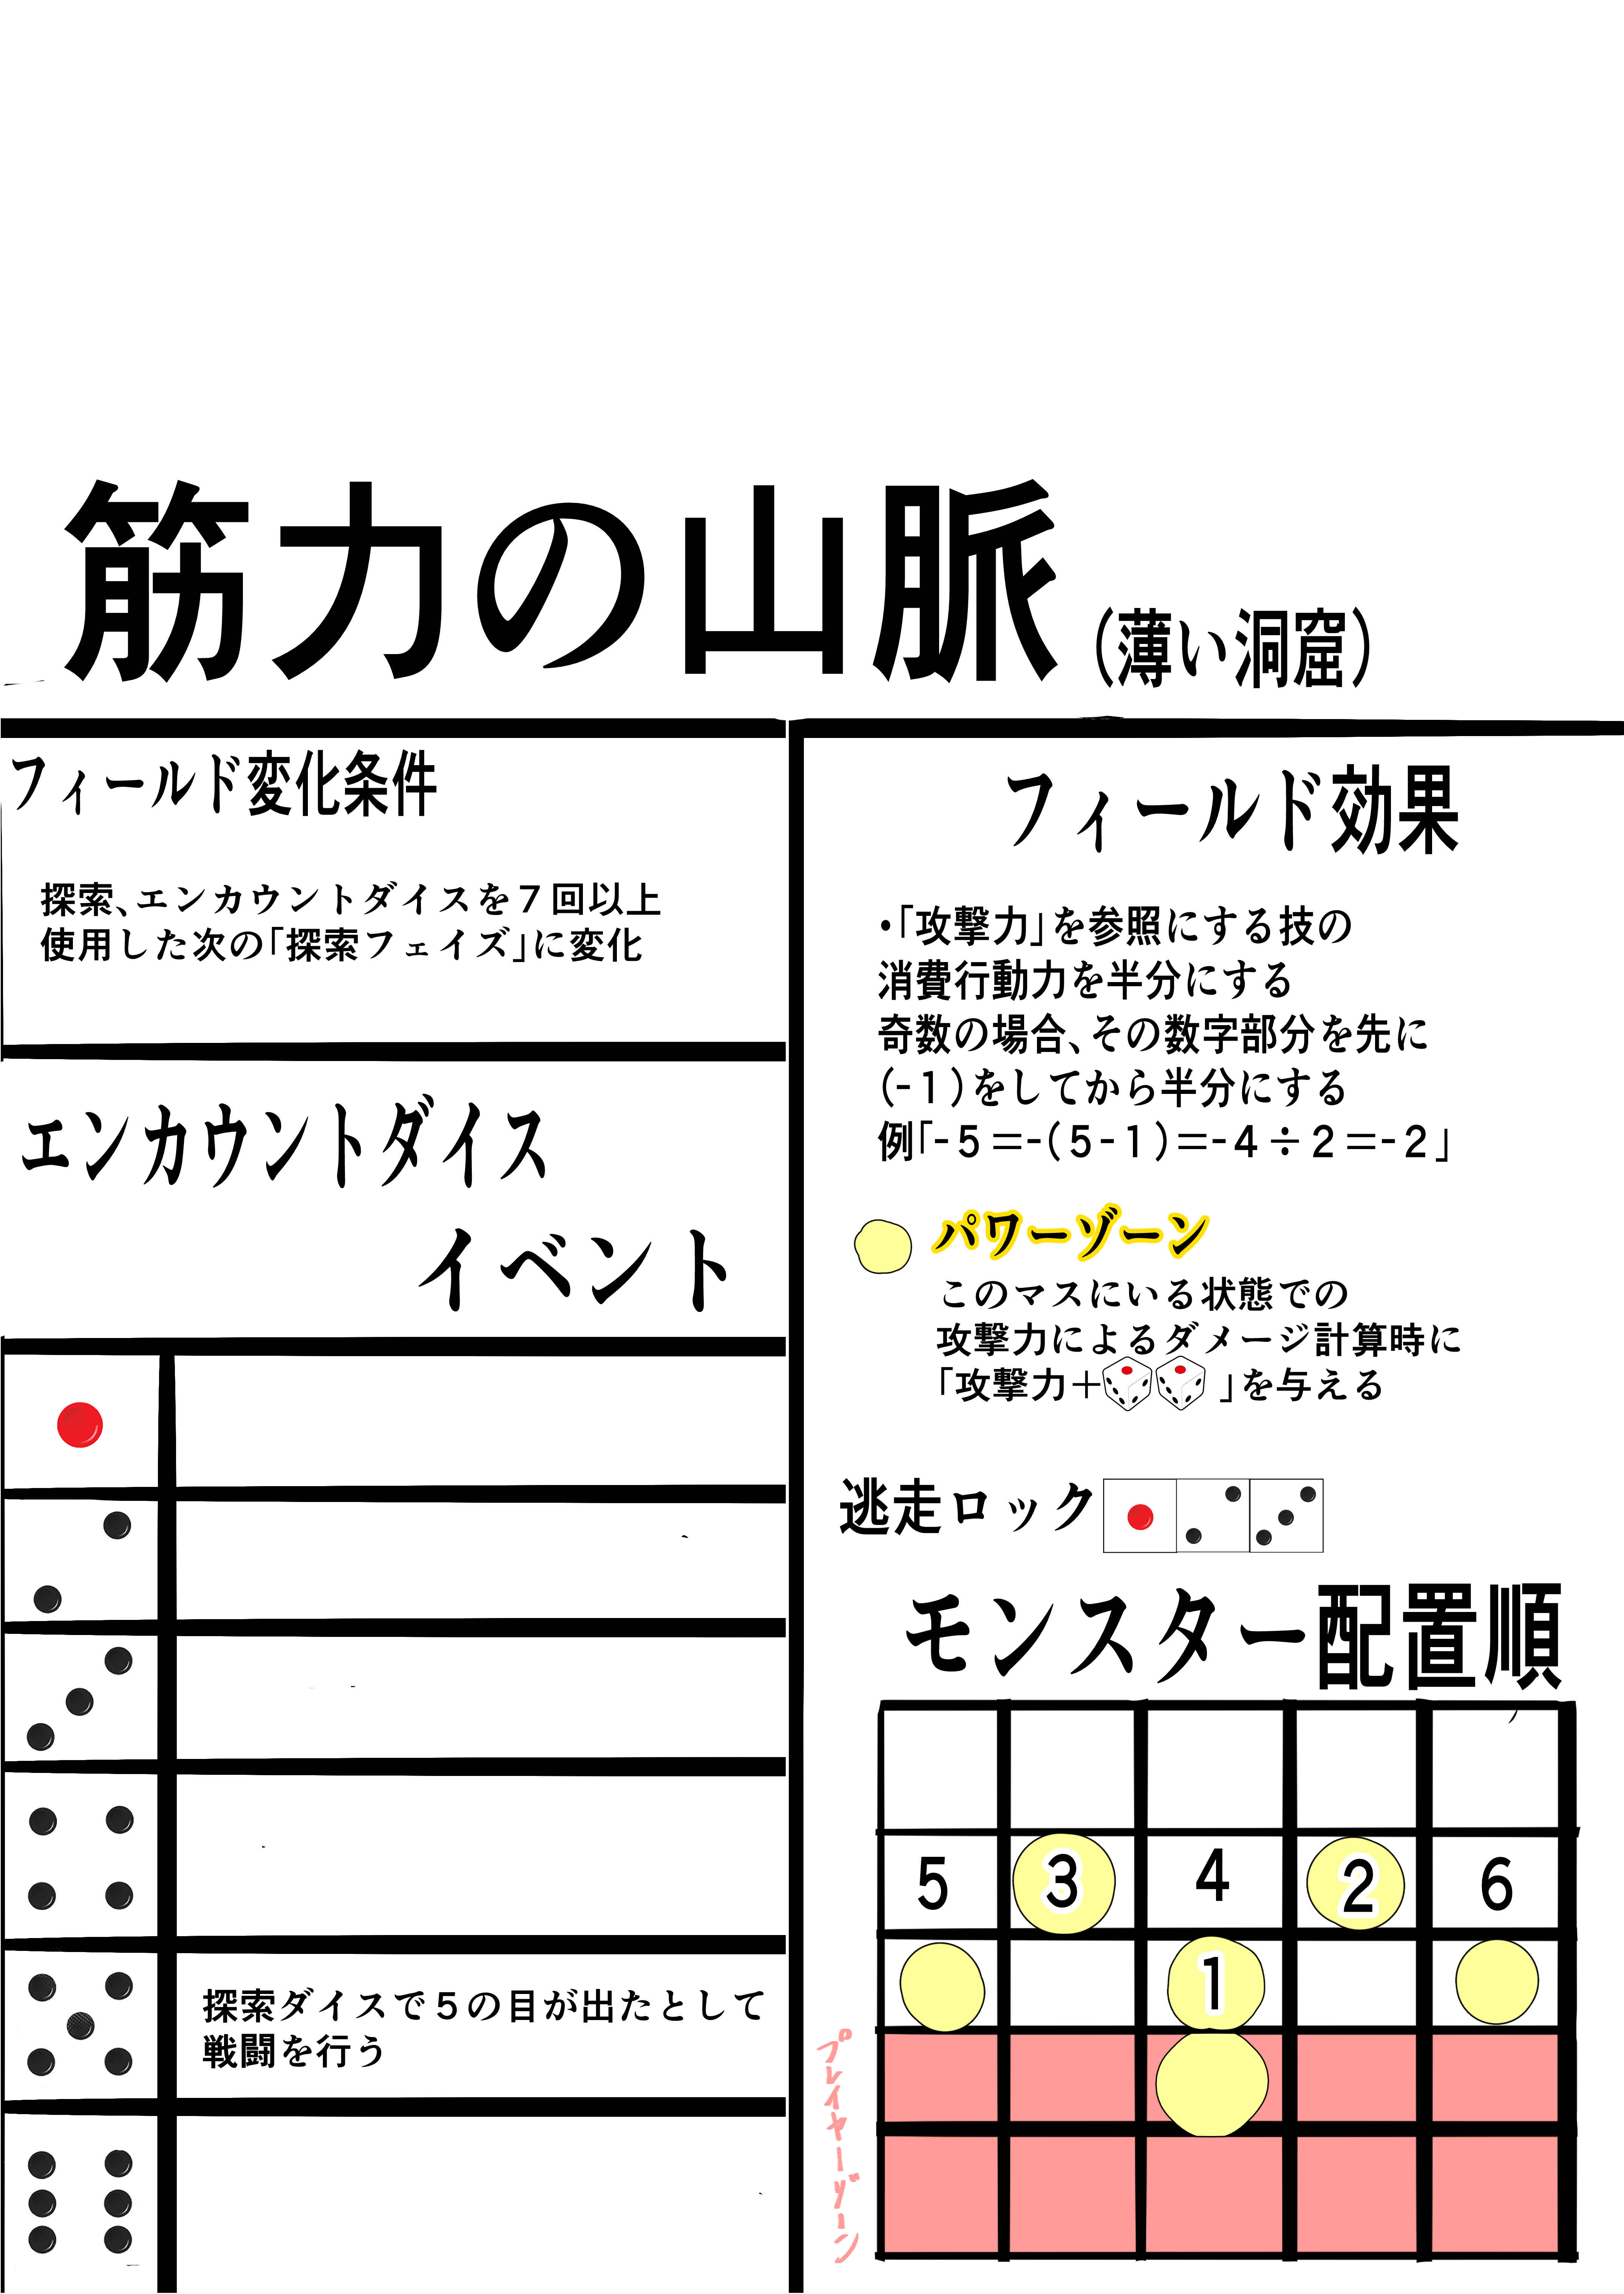 筋力の山脈(薄い洞窟)
フィールド変化条件
探索、エンカウントダイスを7回以上
使用した次の「探索フェイズ」に変化
エンカウントダイス
イベント
探索ダイスで5の目が出たとして
戦闘を行う
フィールド効果
・「攻撃力」を参照にする技の
消費行動力を半分にする
奇数の場合、その数字部分を先に
(-1)をしてから半分にする
例「-5=-(5-1)=-4÷2=-2」
パワーゾーン
このマスにいる状態での
攻撃力によるダメージ計算時に
「攻撃力+ 」を与える
逃走ロック
モンスター配置順
5 3 4 2 6
1
プレイヤーゾーン